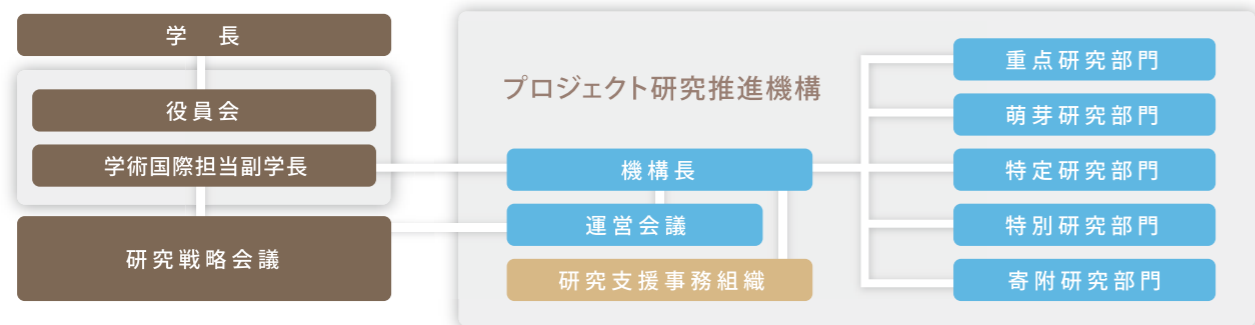 学長
役員会
学術国際担当副学長
研究戦略会議
プロジェクト研究推進機構
機構長
運営会議
研究支援事務組織
重点研究部門
萌芽研究部門
特定研究部門
特別研究部門
寄附研究部門